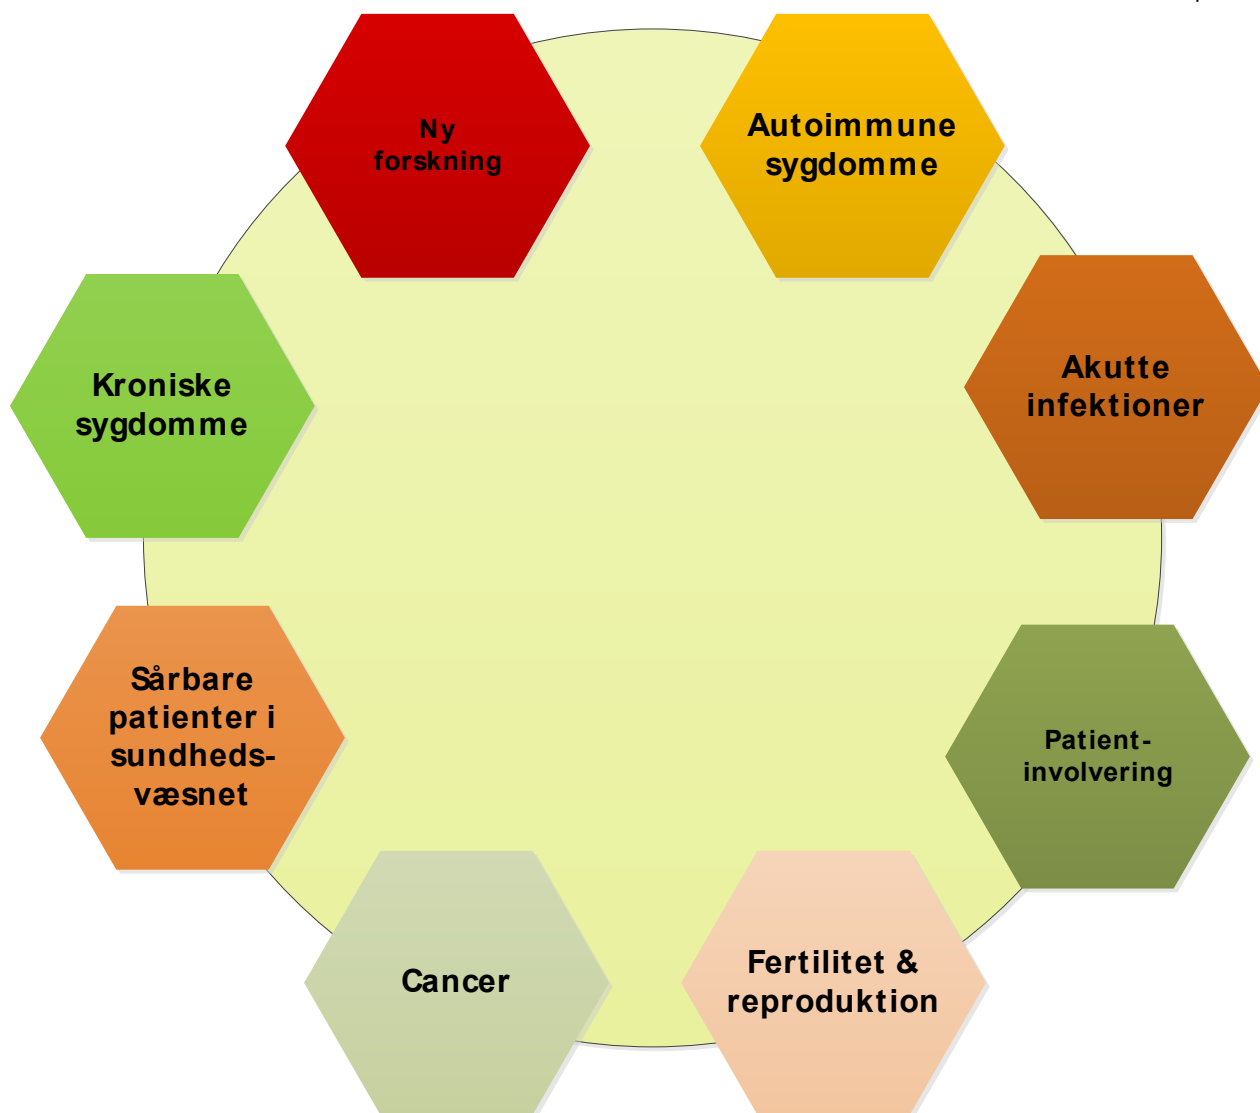 Ny
forskning
Autoimmune
sygdomme
Akutte
infektioner
Kroniske
sygdomme
Sårbare
patienter i
sundheds-
væsnet
Patient-
involvering
Cancer
Fertilitet &
reproduktion